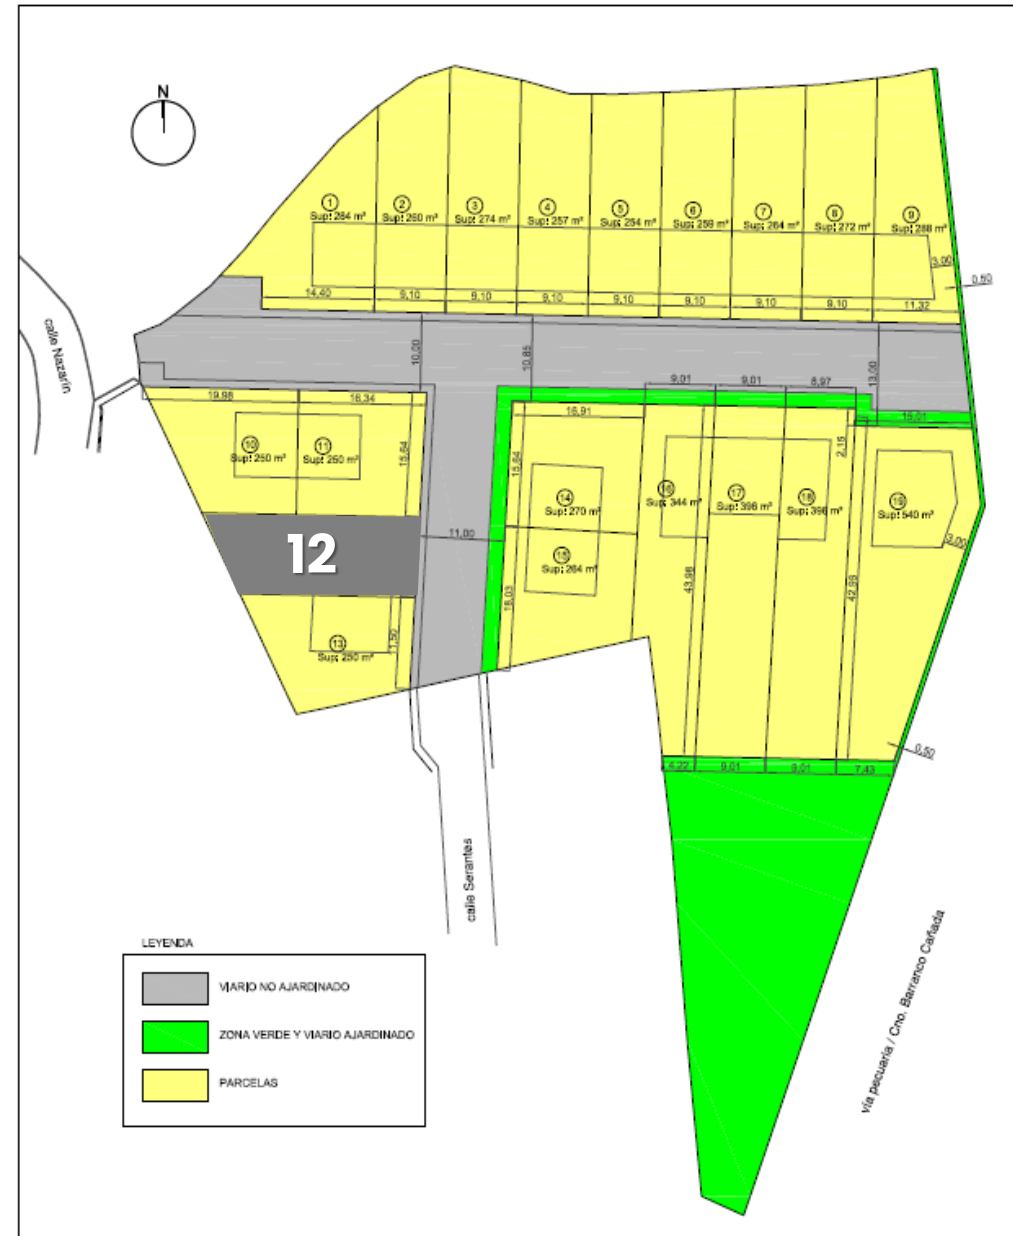 N
1
Sup: 284 m²
2
Sup: 260 m²
3
Sup: 274 m²
4
Sup: 257 m²
5
Sup: 254 m²
6
Sup: 259 m²
7
Sup: 264 m²
8
Sup: 272 m²
9
Sup: 288 m²
3,00
0,50
14,40
9,10
9,10
9,10
9,10
9,10
9,10
9,10
11,32
calle Nazarín
10,00
10,85
13,00
9,01
9,01
8,97
15,01
19,98
16,34
16,91
2,15
10
Sup: 250 m²
11
Sup: 250 m²
15,64
15,64
14
Sup: 270 m²
16
Sup: 344 m²
17
Sup: 396 m²
18
Sup: 396 m²
19
Sup: 540 m²
3,00
12
11,00
15
Sup: 264 m²
18,03
43,98
42,98
13
Sup: 250 m²
11,50
0,50
4,22
9,01
9,01
7,43
calle Serantes
vía pecuaria / Cno. Barranco Cañada
LEYENDA
VIARIO NO AJARDINADO
ZONA VERDE Y VIARIO AJARDINADO
PARCELAS